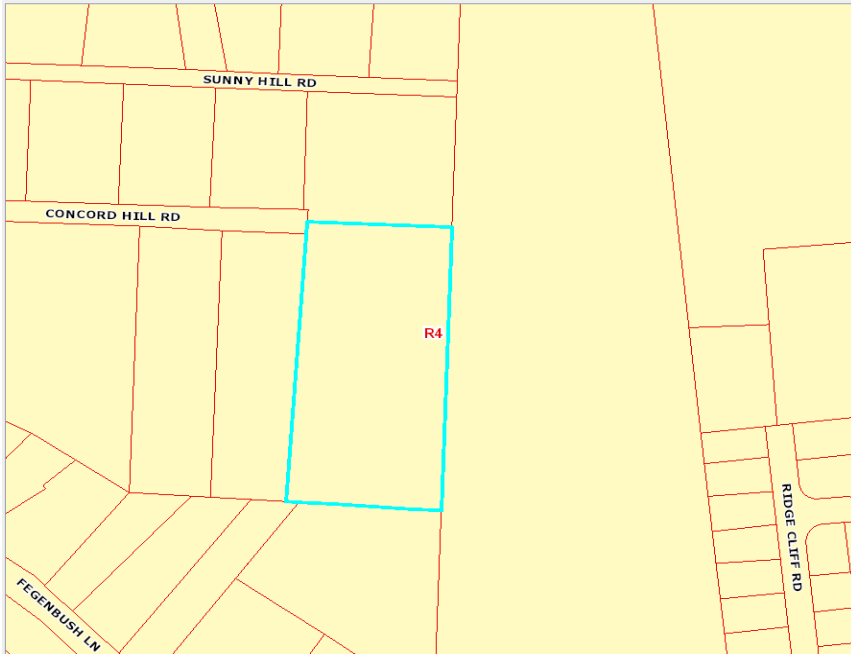 SUNNY HILL RD
CONCORD HILL RD
R4
RIDGE CLIFF RD
FEGENBUSH LN